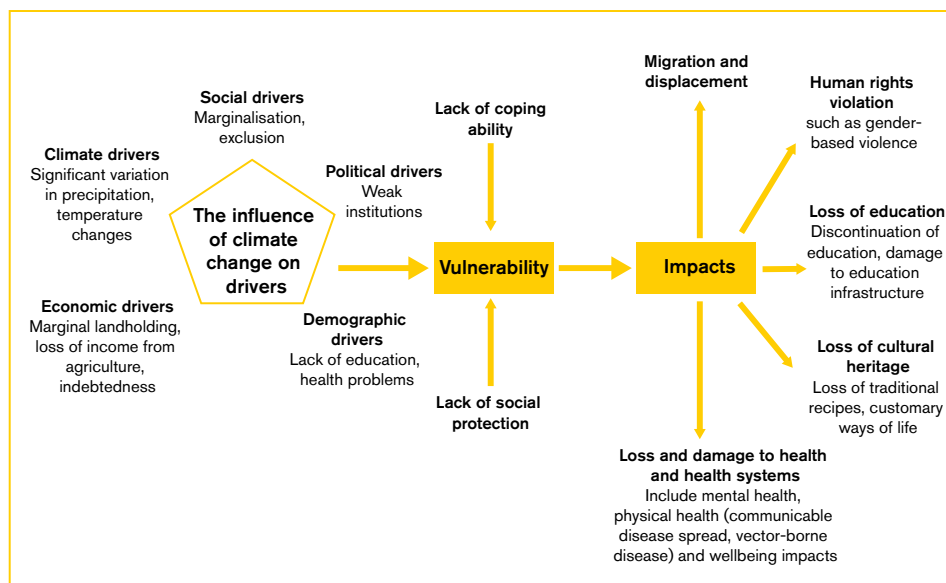 Social drivers
Marginalisation,
exclusion
Climate drivers
Significant variation
in precipitation,
temperature
changes
Political drivers
Weak
institutions
The influence
of climate
change on
drivers
Economic drivers
Marginal landholding,
loss of income from
agriculture,
indebtedness
Demographic
drivers
Lack of education,
health problems
Lack of coping
ability
Vulnerability
Lack of social
protection
Impacts
Migration and
displacement
Human rights
violation
such as gender-
based violence
Loss of education
Discontinuation of
education, damage
to education
infrastructure
Loss of cultural
heritage
Loss of traditional
recipes, customary
ways of life
Loss and damage to health
and health systems
Include mental health,
physical health (communicable
disease spread, vector-borne
disease) and wellbeing impacts